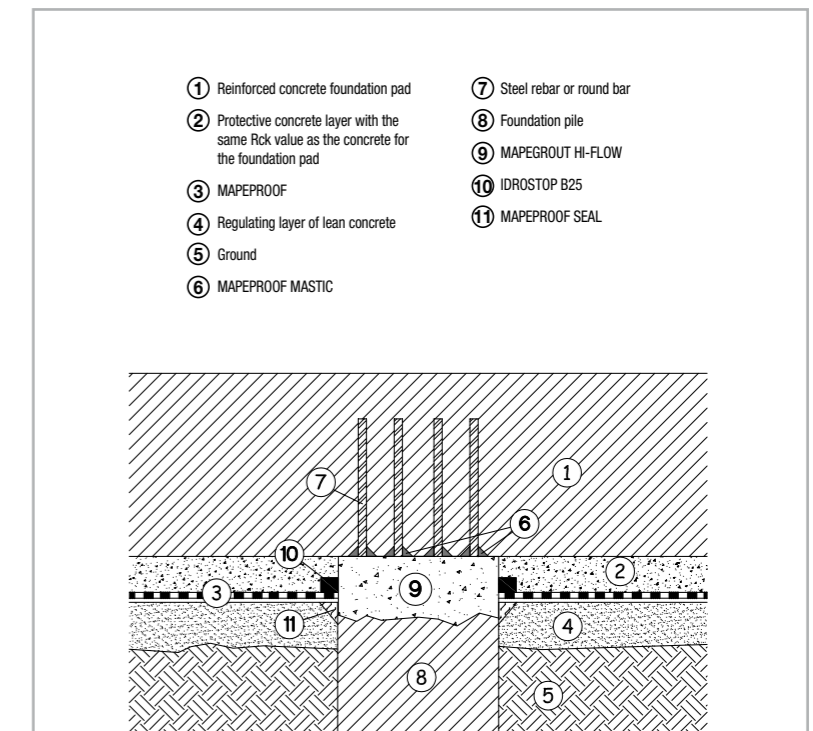 1 Reinforced concrete foundation pad
2 Protective concrete layer with the
same Rck value as the concrete for
the foundation pad
3 MAPEPROOF
4 Regulating layer of lean concrete
5 Ground
6 MAPEPROOF MASTIC
7 Steel rebar or round bar
8 Foundation pile
9 MAPEGROUT HI-FLOW
10 IDROSTOP B25
11 MAPEPROOF SEAL
1
7
6
10
2
3
9
11
4
8
5